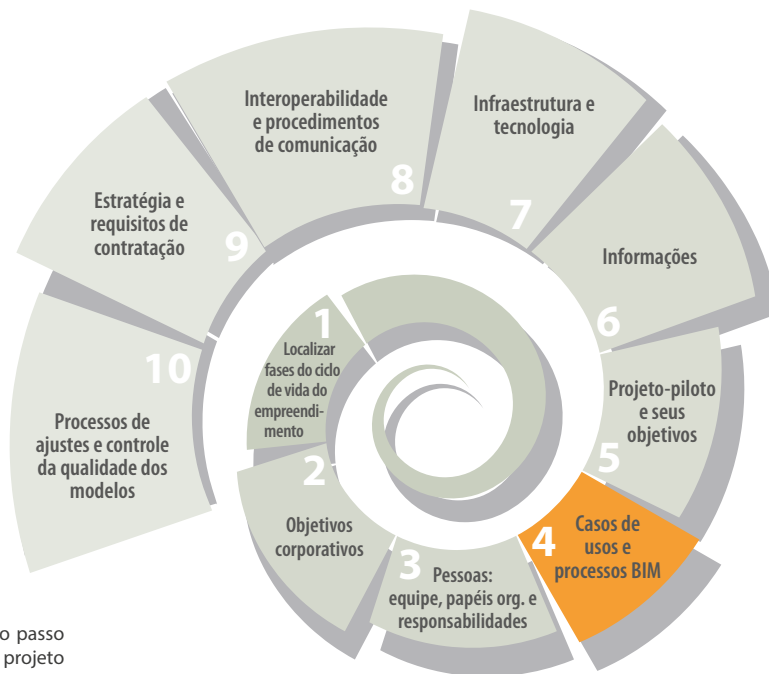 1
Localizar
fases do ciclo
de vida do
empreendi-
mento
2
Objetivos
corporativos
3
Pessoas:
equipe, papéis org. e
responsabilidades
4
Casos de
usos e
processos BIM
5
Projeto-piloto
e seus
objetivos
6
Informações
7
Infraestrutura e
tecnologia
8
Interoperabilidade
e procedimentos
de comunicação
9
Estratégia e
requisitos de
contratação
10
Processos de
ajustes e controle
da qualidade dos
modelos
o passo
projeto